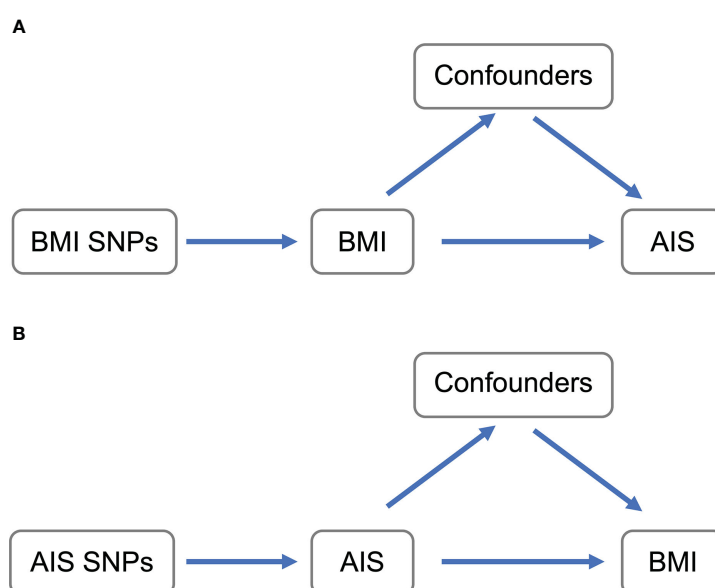 A
Confounders
BMI SNPs
BMI
AIS
B
Confounders
AIS SNPs
AIS
BMI